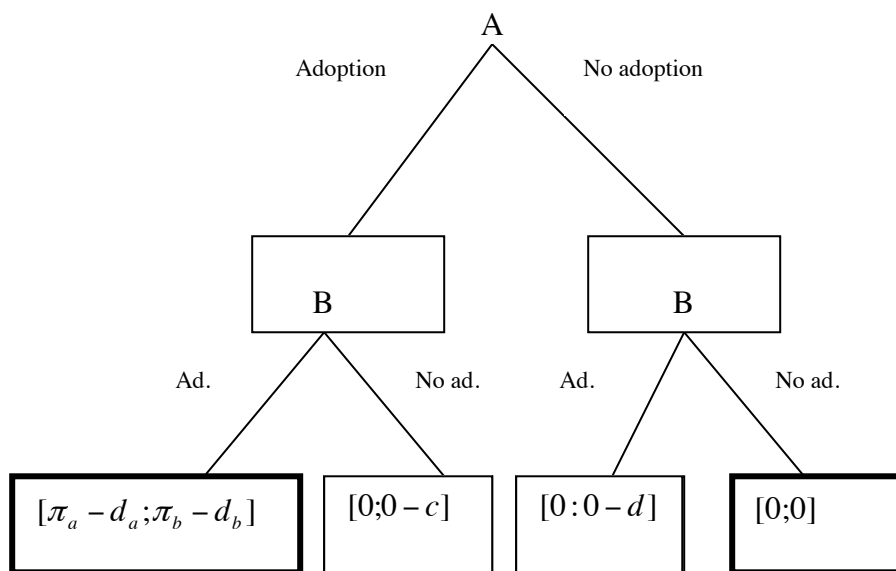 A
Adoption
No adoption
B
B
Ad.
No ad.
Ad.
No ad.
[π_a − d_a; π_b − d_b]
[0;0 − c]
[0:0 − d]
[0;0]